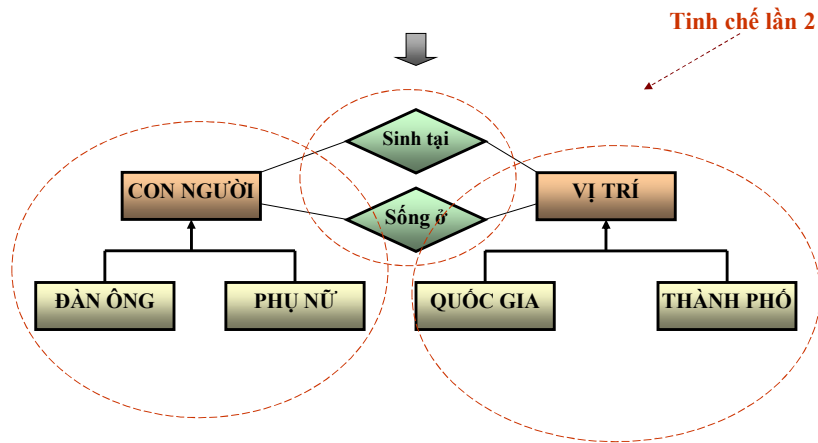 Tinh chế lần 2
Sinh tại
CON NGƯỜI
VỊ TRÍ
Sống ở
ĐÀN ÔNG
PHỤ NỮ
QUỐC GIA
THÀNH PHỐ